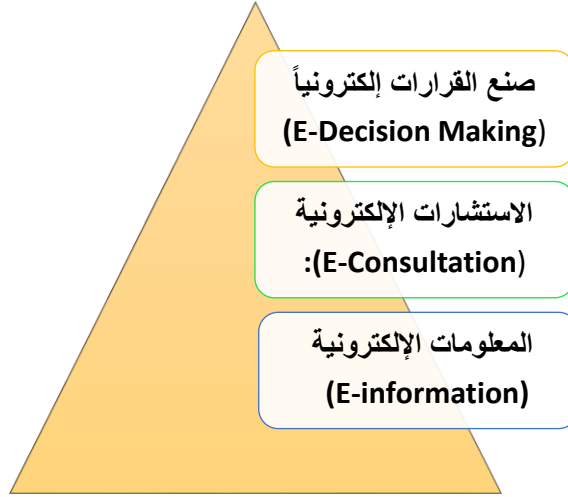 صنع القرارات إلكترونياً
(E-Decision Making)
الاستشارات الإلكترونية
(E-Consultation):
المعلومات الإلكترونية
(E-information)